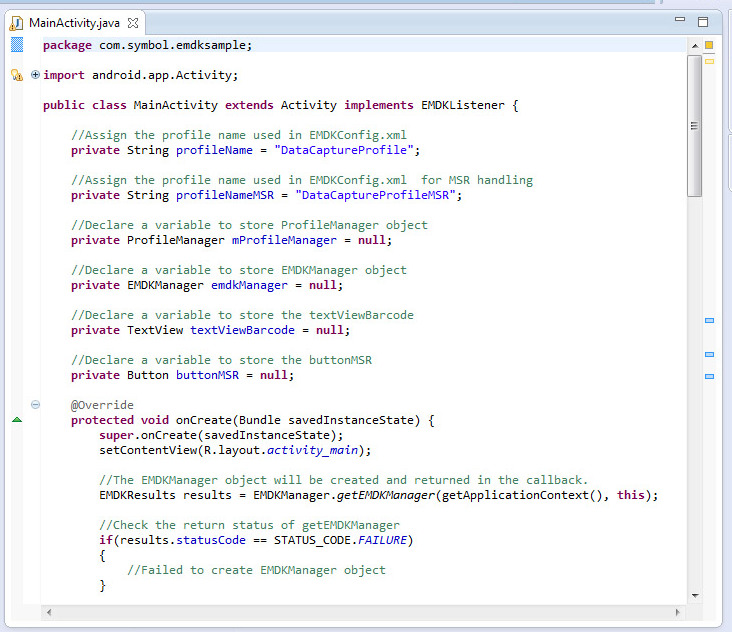 MainActivity.java
package com.symbol.emdksample;
import android.app.Activity;
public class MainActivity extends Activity implements EMDKListener {
//Assign the profile name used in EMDKConfig.xml
private String profileName = "DataCaptureProfile";
//Assign the profile name used in EMDKConfig.xml  for MSR handling
private String profileNameMSR = "DataCaptureProfileMSR";
//Declare a variable to store ProfileManager object
private ProfileManager mProfileManager = null;
//Declare a variable to store EMDKManager object
private EMDKManager emdkManager = null;
//Declare a variable to store the textViewBarcode
private TextView textViewBarcode = null;
//Declare a variable to store the buttonMSR
private Button buttonMSR = null;
@Override
protected void onCreate(Bundle savedInstanceState) {
super.onCreate(savedInstanceState);
setContentView(R.layout.activity_main);
//The EMDKManager object will be created and returned in the callback.
EMDKResults results = EMDKManager.getEMDKManager(getApplicationContext(), this);
//Check the return status of getEMDKManager
if(results.statusCode == STATUS_CODE.FAILURE)
{
//Failed to create EMDKManager object
}